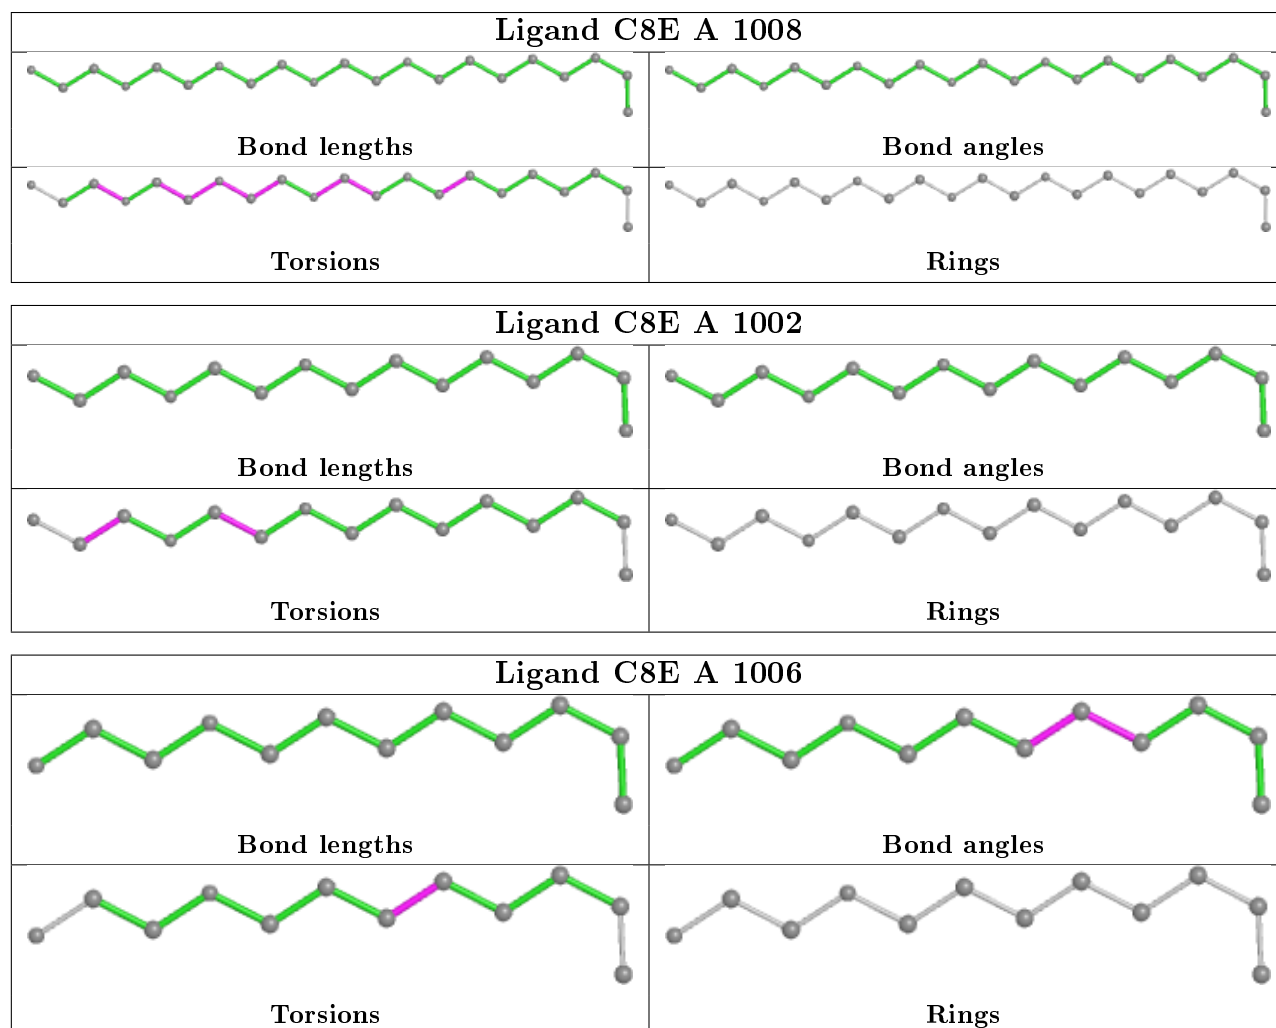 Ligand C8E A 1008
Bond lengths
Bond angles
Torsions
Rings
Ligand C8E A 1002
Bond lengths
Bond angles
Torsions
Rings
Ligand C8E A 1006
Bond lengths
Bond angles
Torsions
Rings